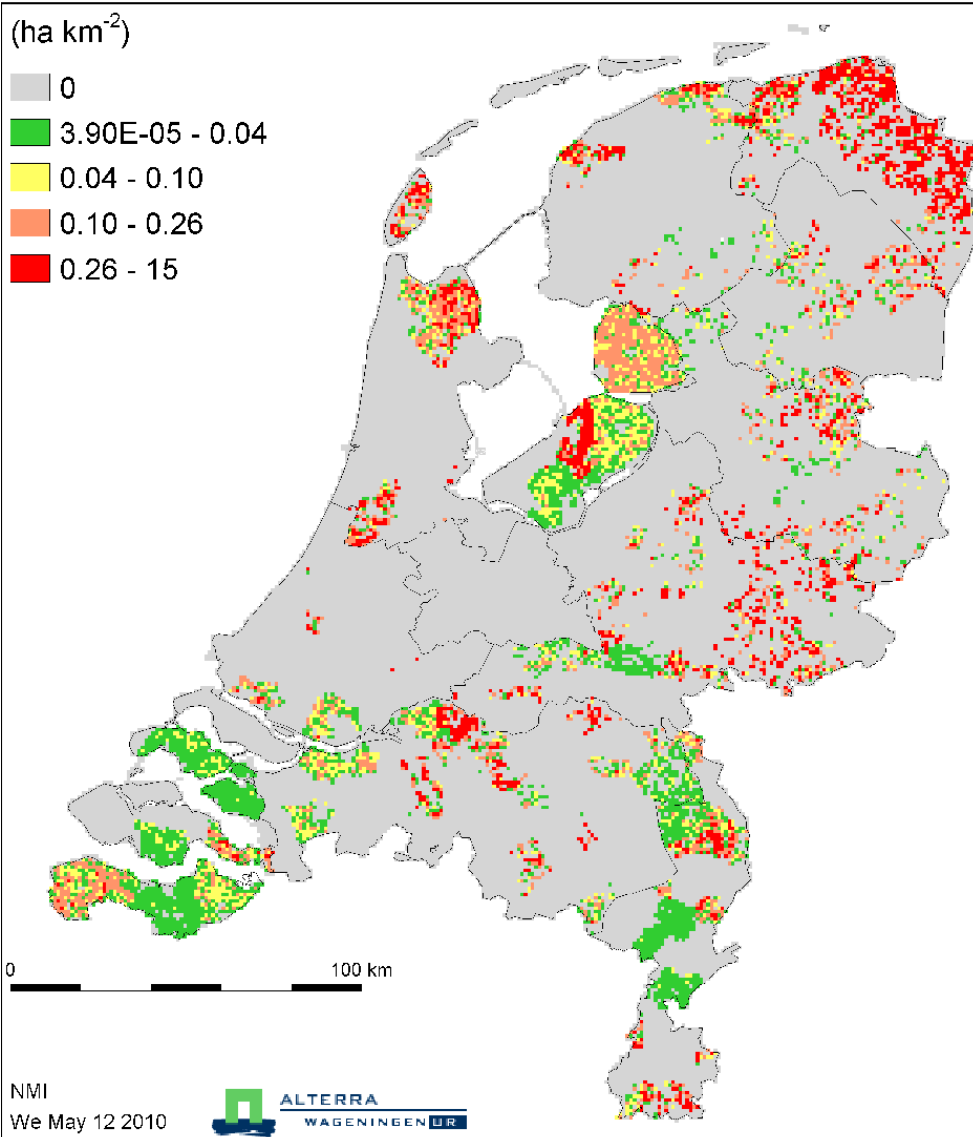 (ha km-2)
0
3.90E-05 - 0.04
0.04 - 0.10
0.10 - 0.26
0.26 - 15
0 100 km
NMI
We May 12 2010
ALTERRA
WAGENINGEN UR